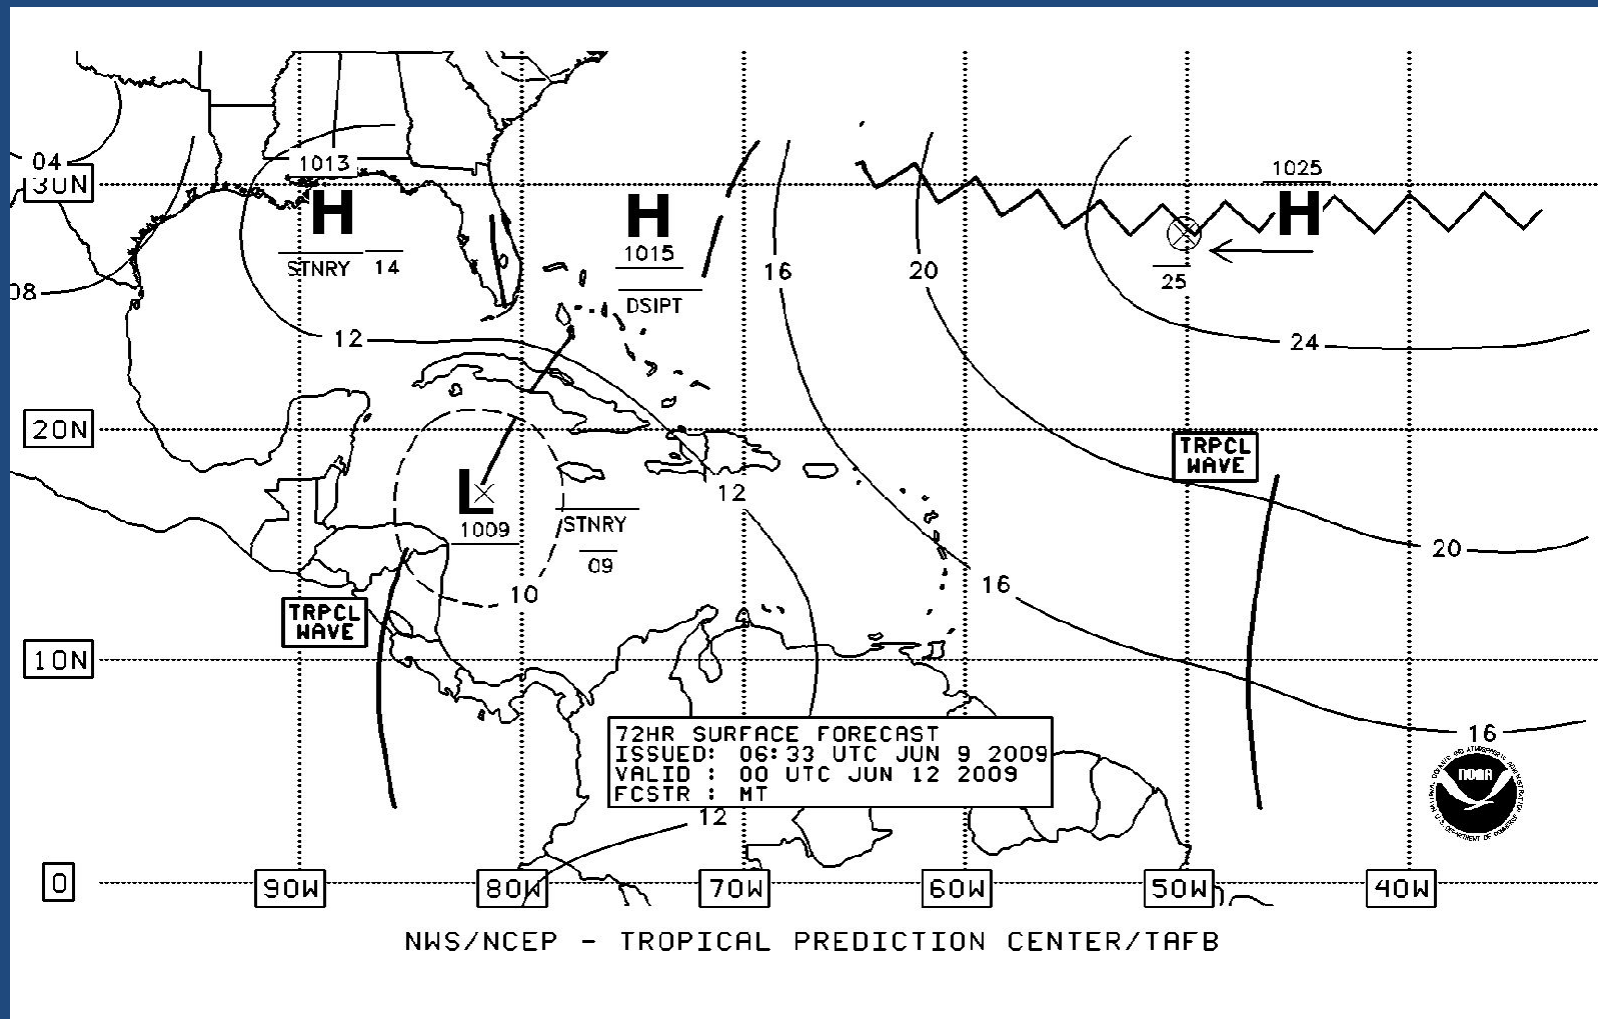 04
30N
1013
H
STNRY 14
H
1015
DSIPT
1025
H
25
08
16
20
12
24
20N
TRPCL
WAVE
L
1009
12
STNRY
09
20
10
16
TRPCL
WAVE
10N
72HR SURFACE FORECAST
ISSUED: 06:33 UTC JUN 9 2009
VALID : 00 UTC JUN 12 2009
FCSTR : MT
16
NOAA
12
0
90W
80W
70W
60W
50W
40W
NWS/NCEP - TROPICAL PREDICTION CENTER/TAFB